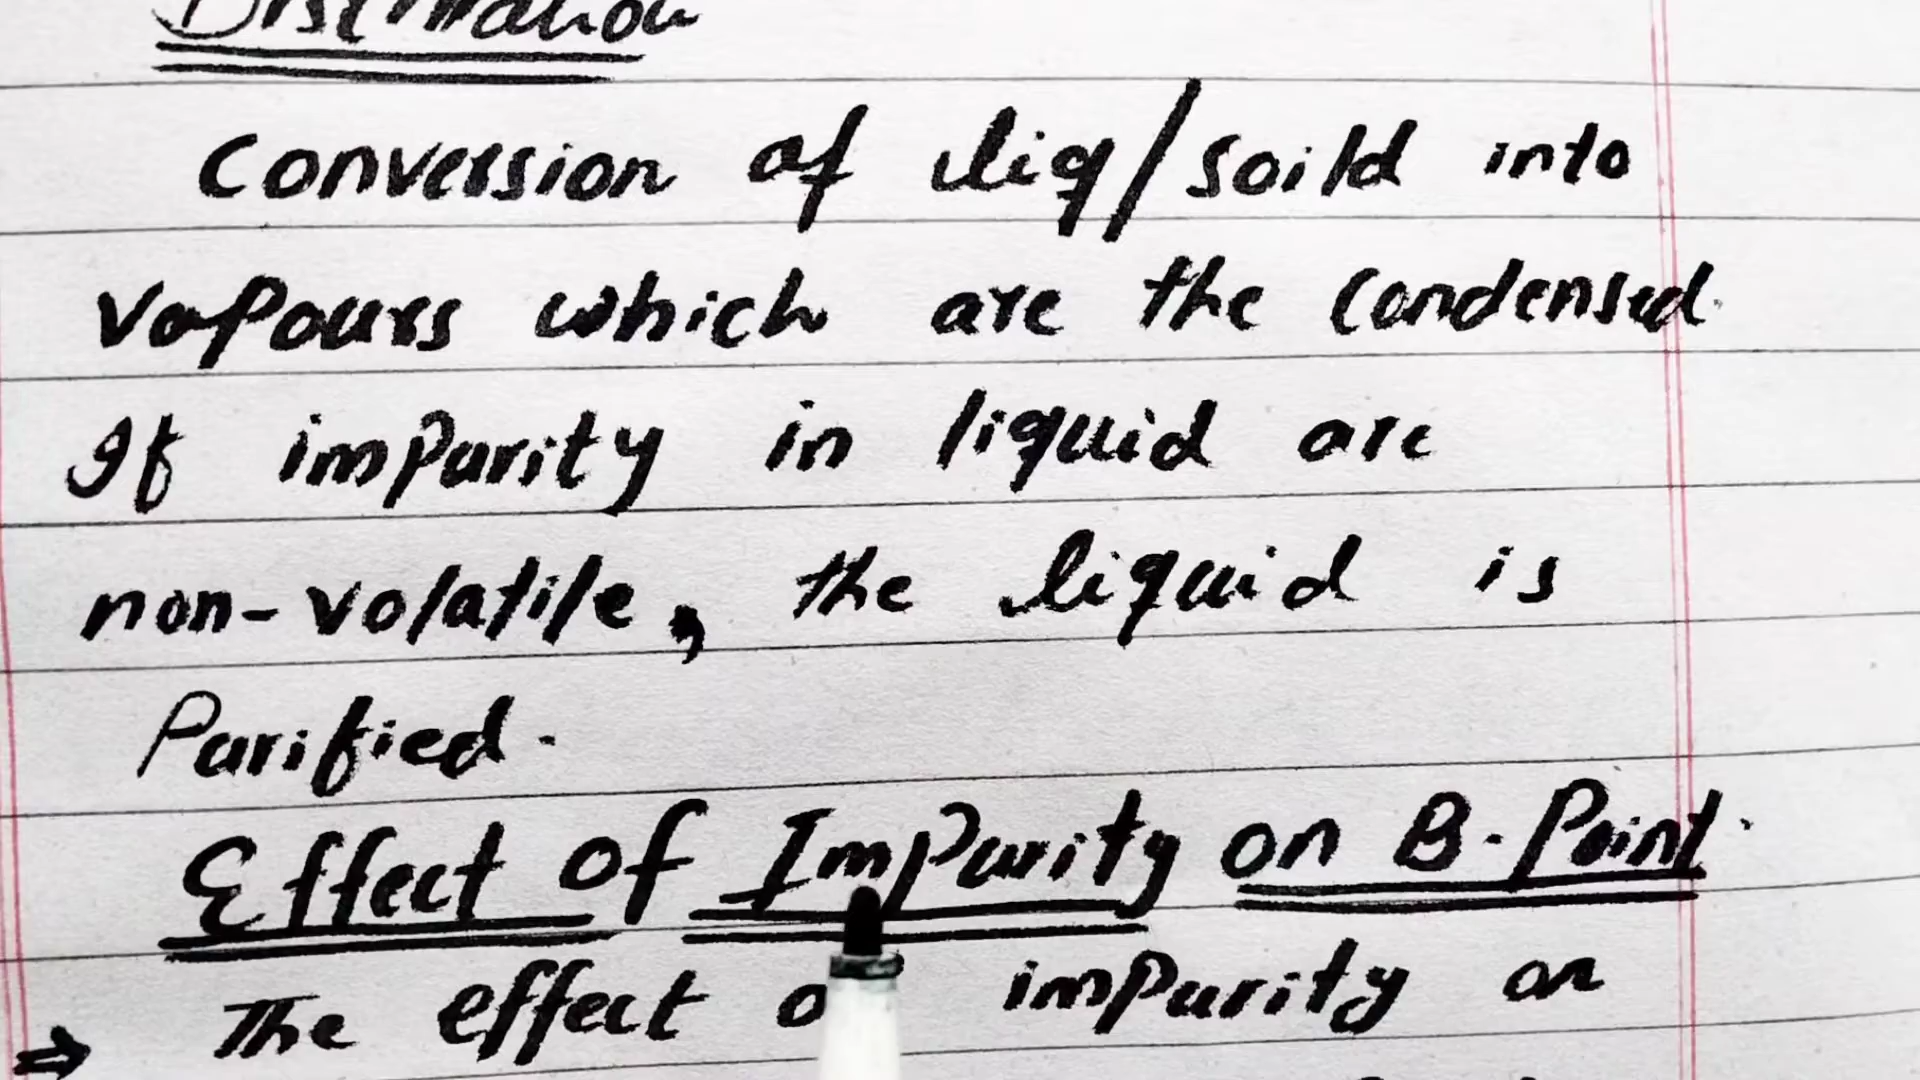 Distillation
Conversion of liq/soild into
Vapours which are the Condensed.
If imPurity in liquid are
non-volatile, the liquid is
Purified.
Effect of ImPurity on B.Point.
⇒ The effect imPurity on